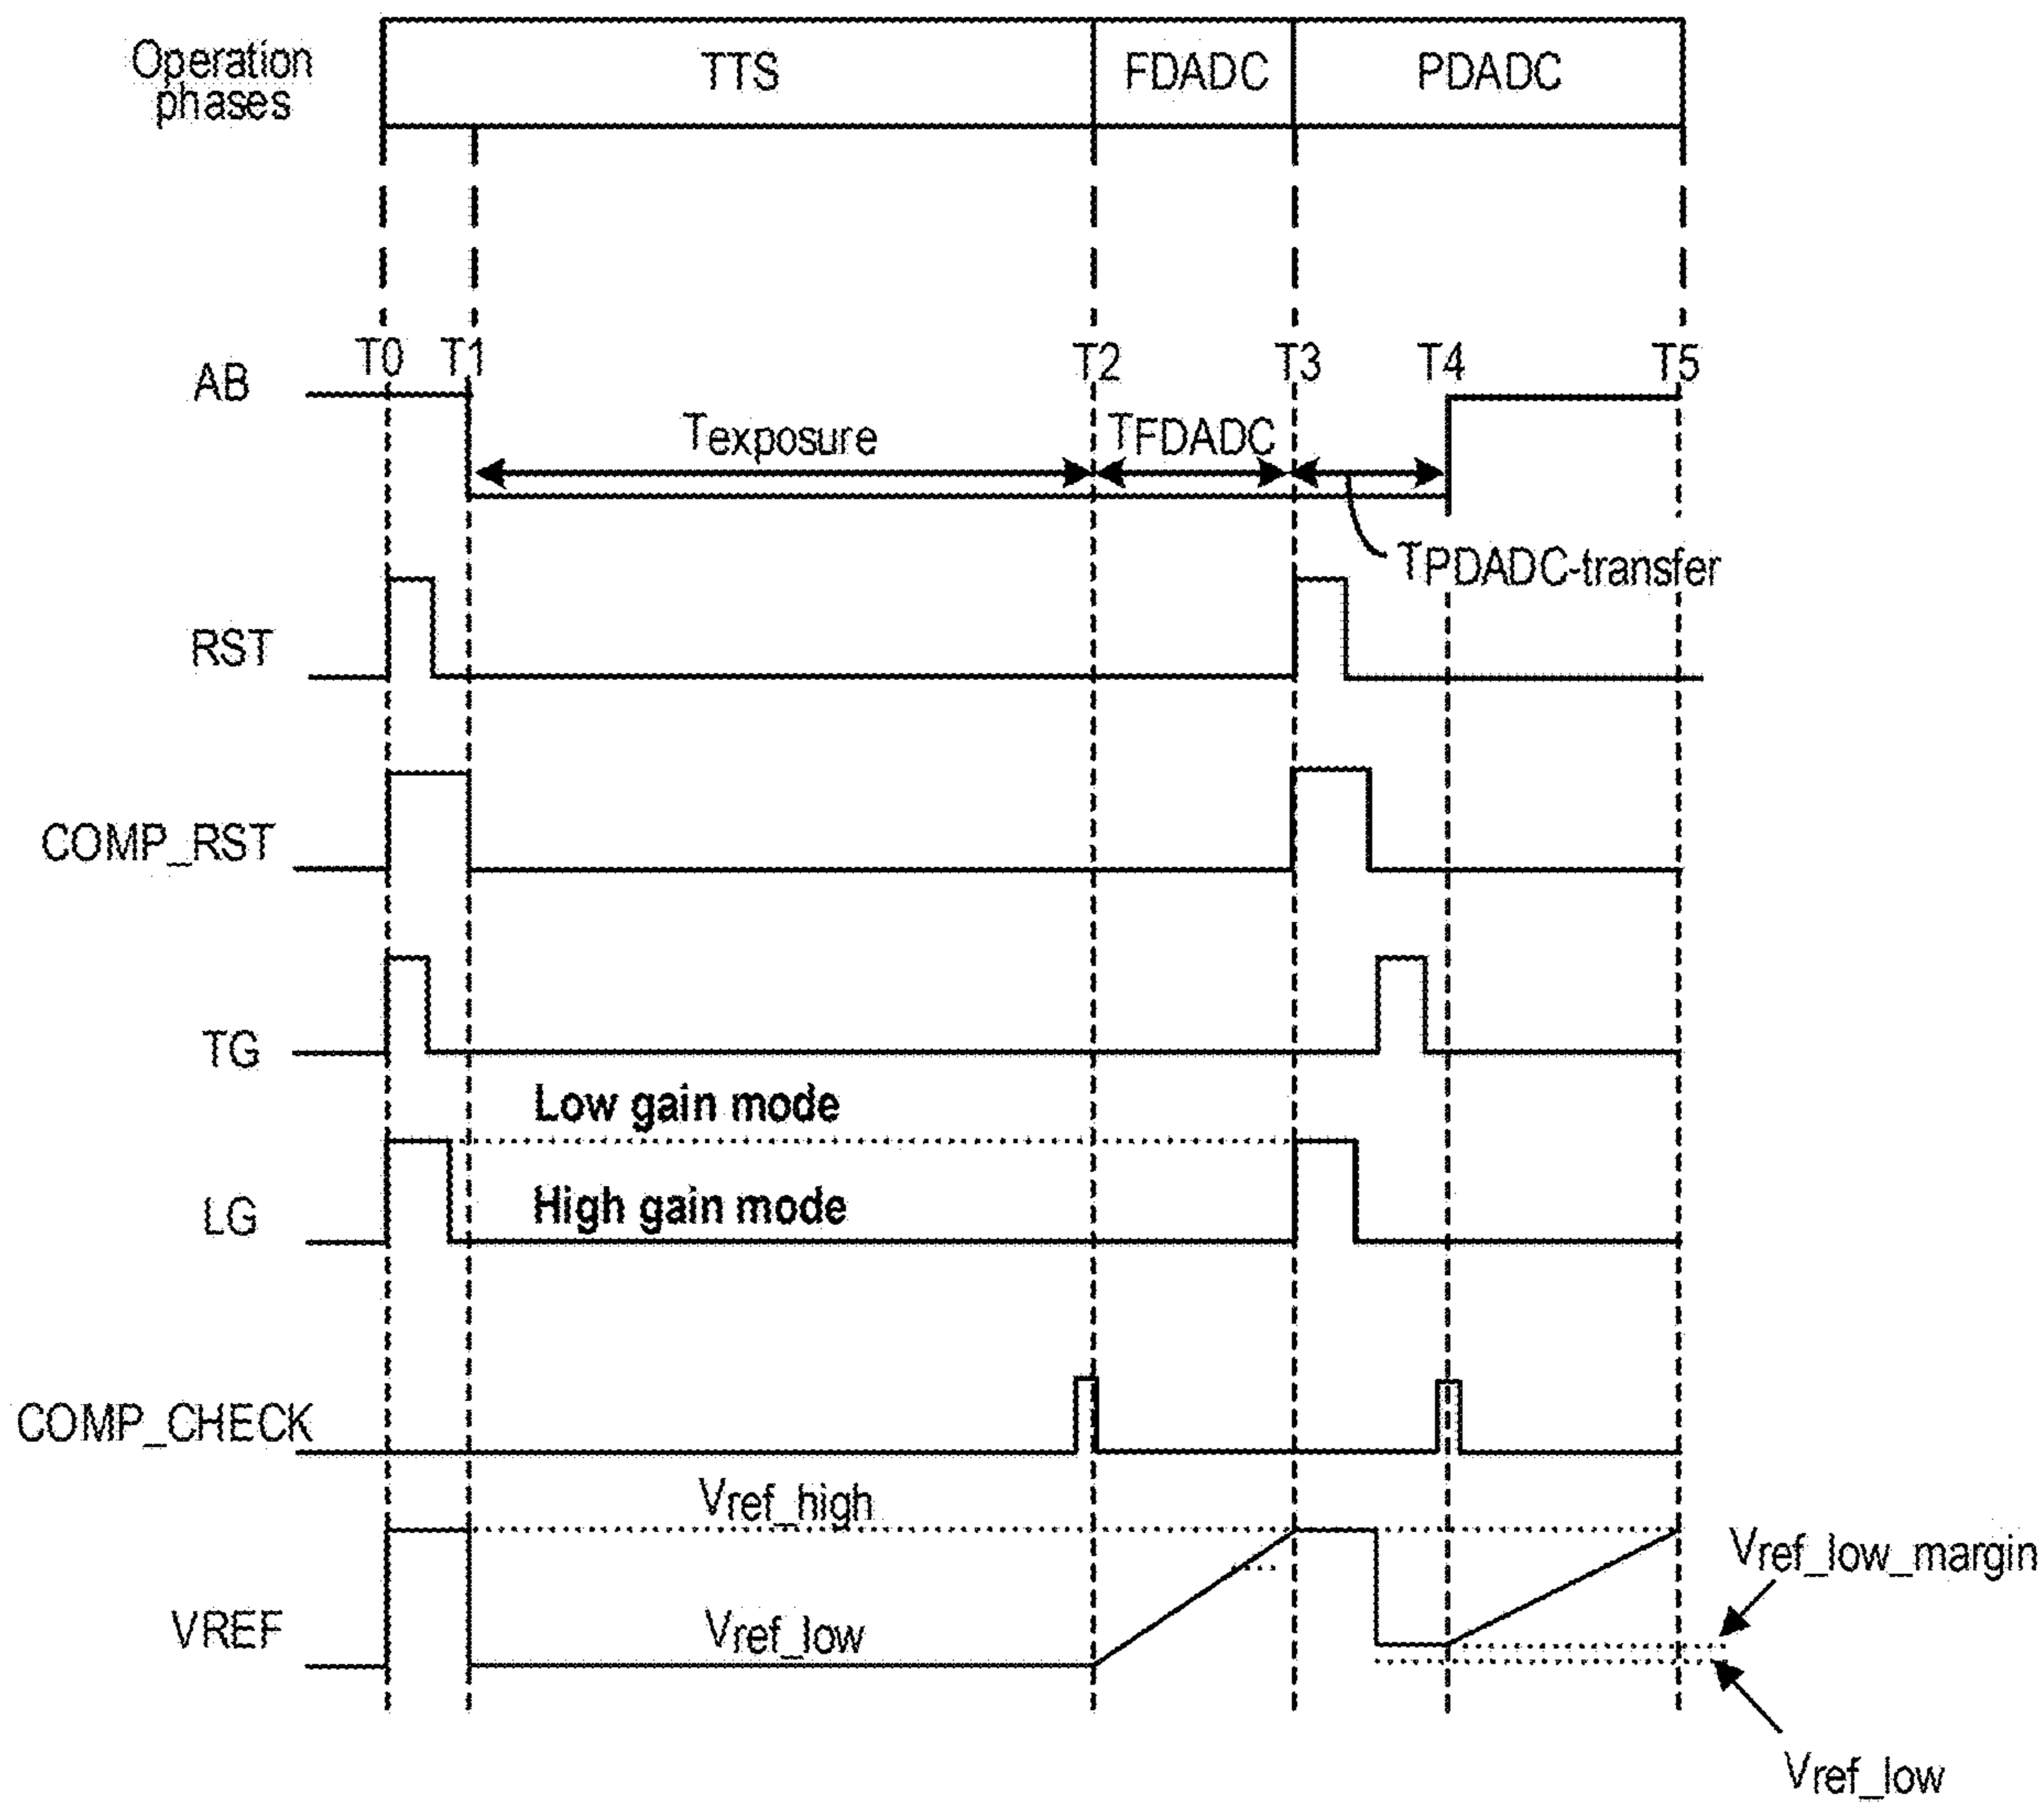 Operation
phases
TTS
FDADC
PDADC
T0
T1
T2
T3
T4
T5
AB
Texposure
TFDADC
TPDADC-transfer
RST
COMP_RST
TG
Low gain mode
LG
High gain mode
COMP_CHECK
Vref_high
Vref_low_margin
VREF
Vref_low
Vref_low